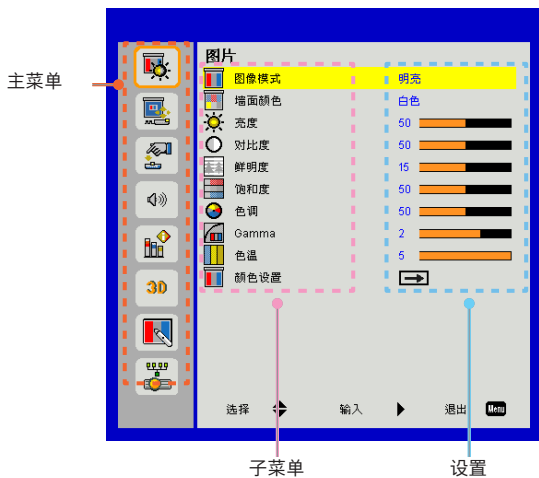 图片
主菜单
图像模式 明亮
墙面颜色 白色
亮度 50
对比度 50
鲜明度 15
饱和度 50
色调 50
Gamma 2
色温 5
3D
颜色设置
选择 输入 退出 Menu
子菜单 设置